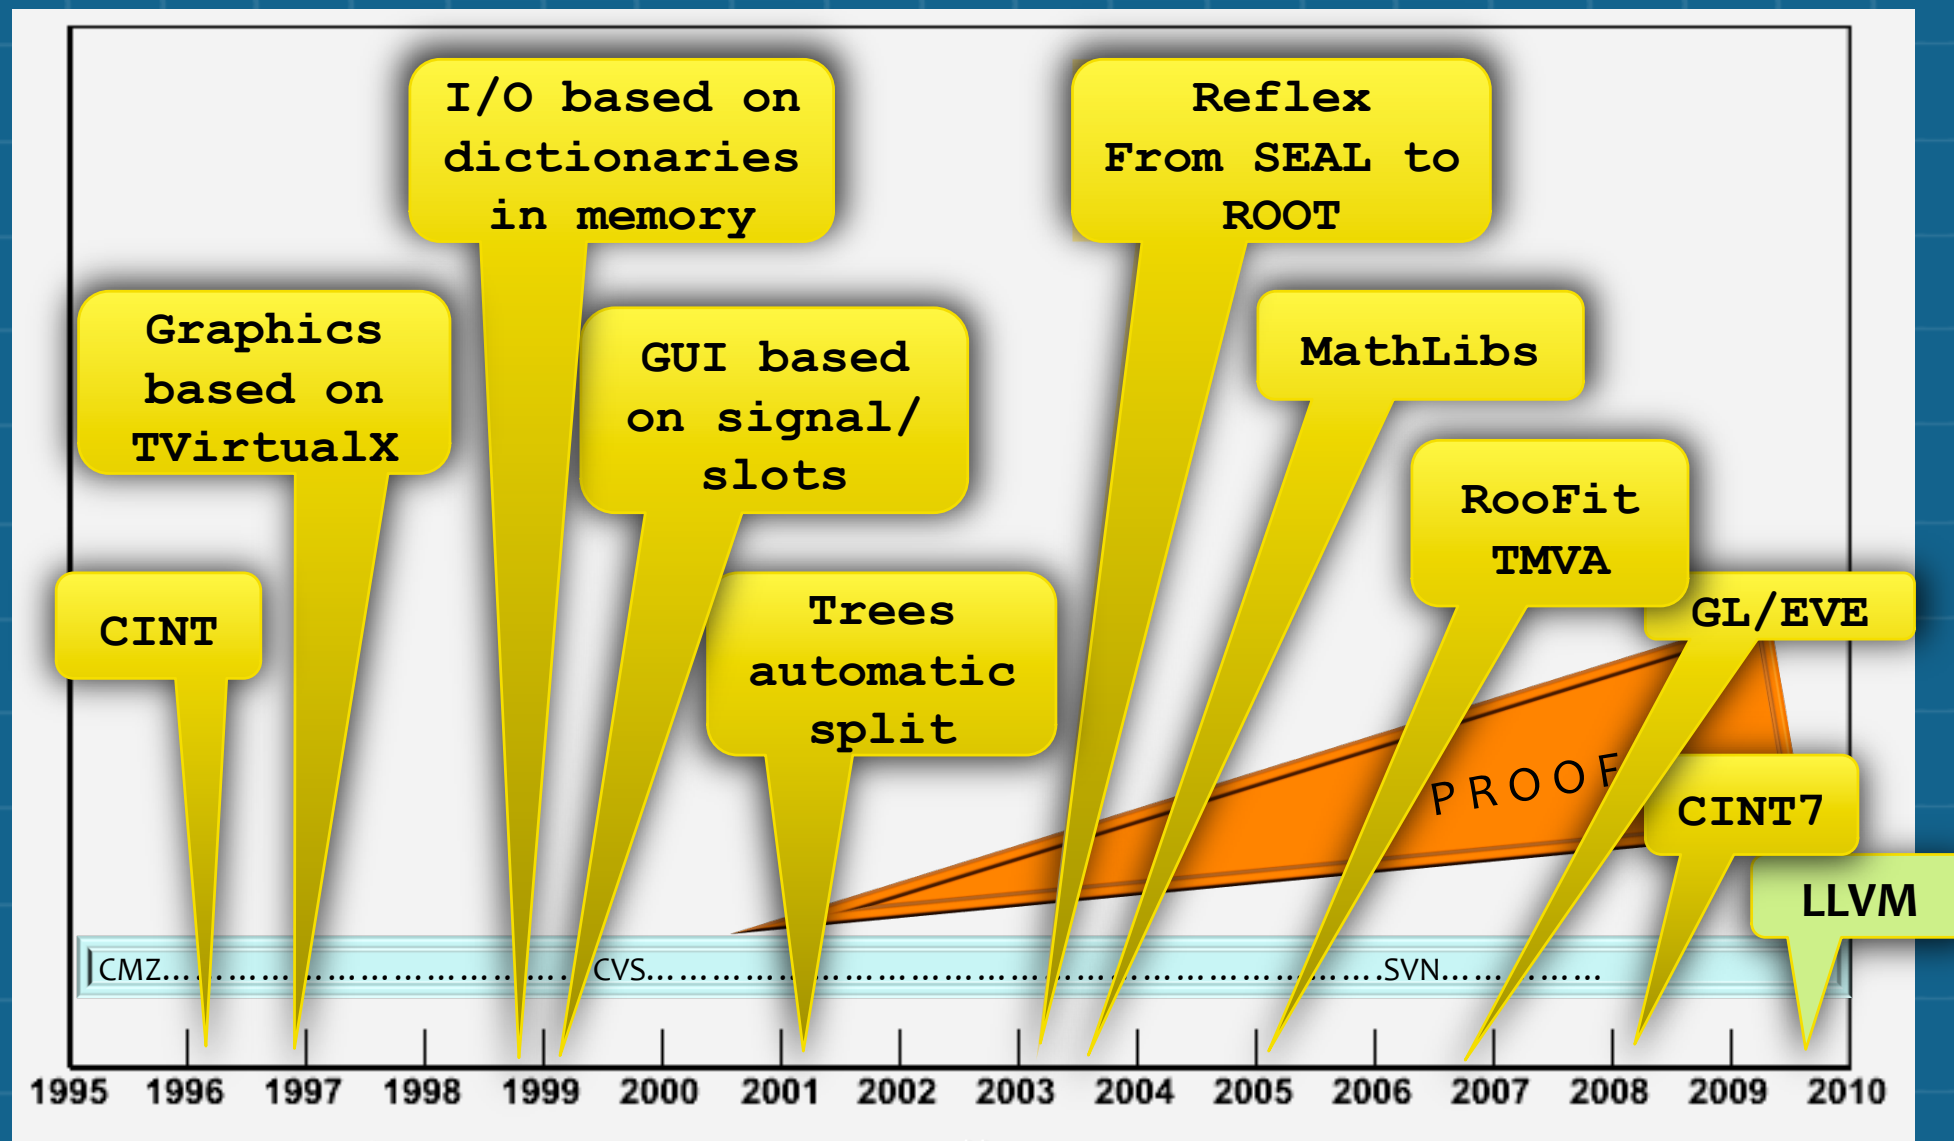 I/O based on
dictionaries
in memory
Reflex
From SEAL to
ROOT
Graphics
based on
TVirtualX
GUI based
on signal/
slots
MathLibs
RooFit
TMVA
CINT
Trees
automatic
split
GL/EVE
PROOF
CINT7
LLVM
CMZ.......................................CVS...................................................................SVN..................
1995 1996 1997 1998 1999 2000 2001 2002 2003 2004 2005 2006 2007 2008 2009 2010